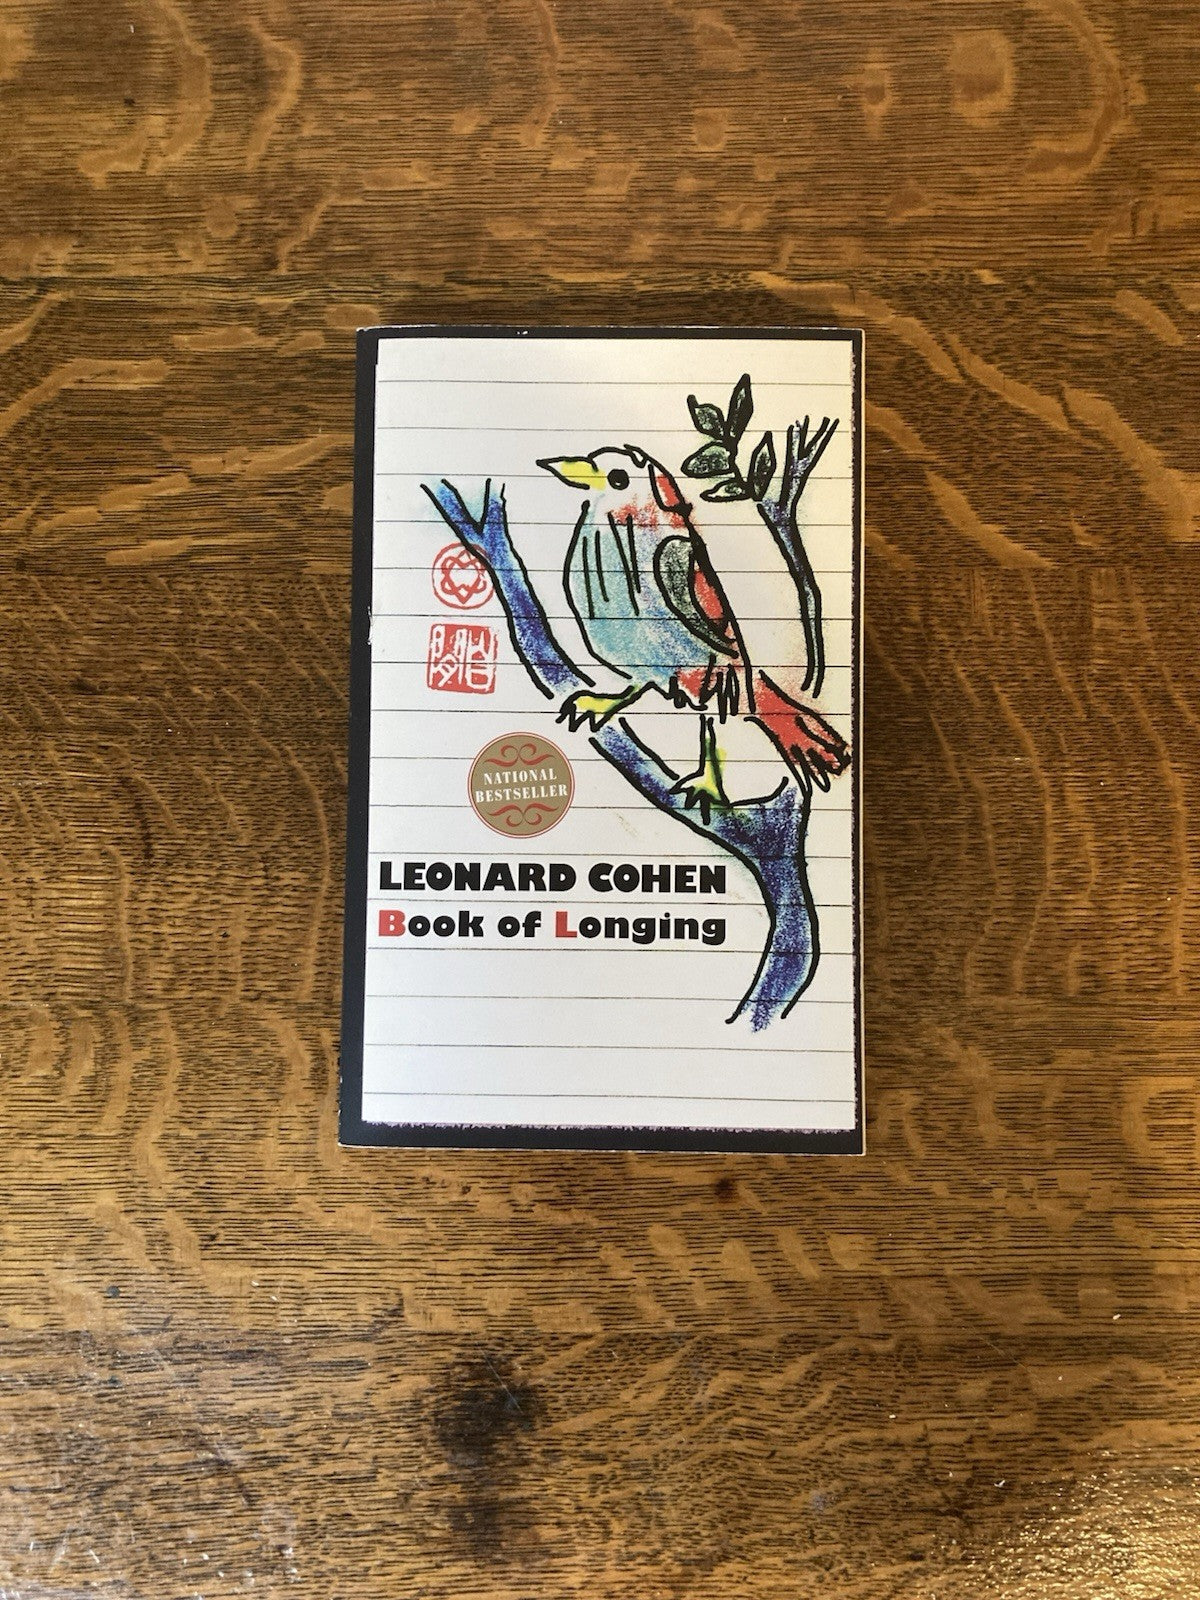 NATIONAL
BESTSELLER
LEONARD COHEN
Book of Longing